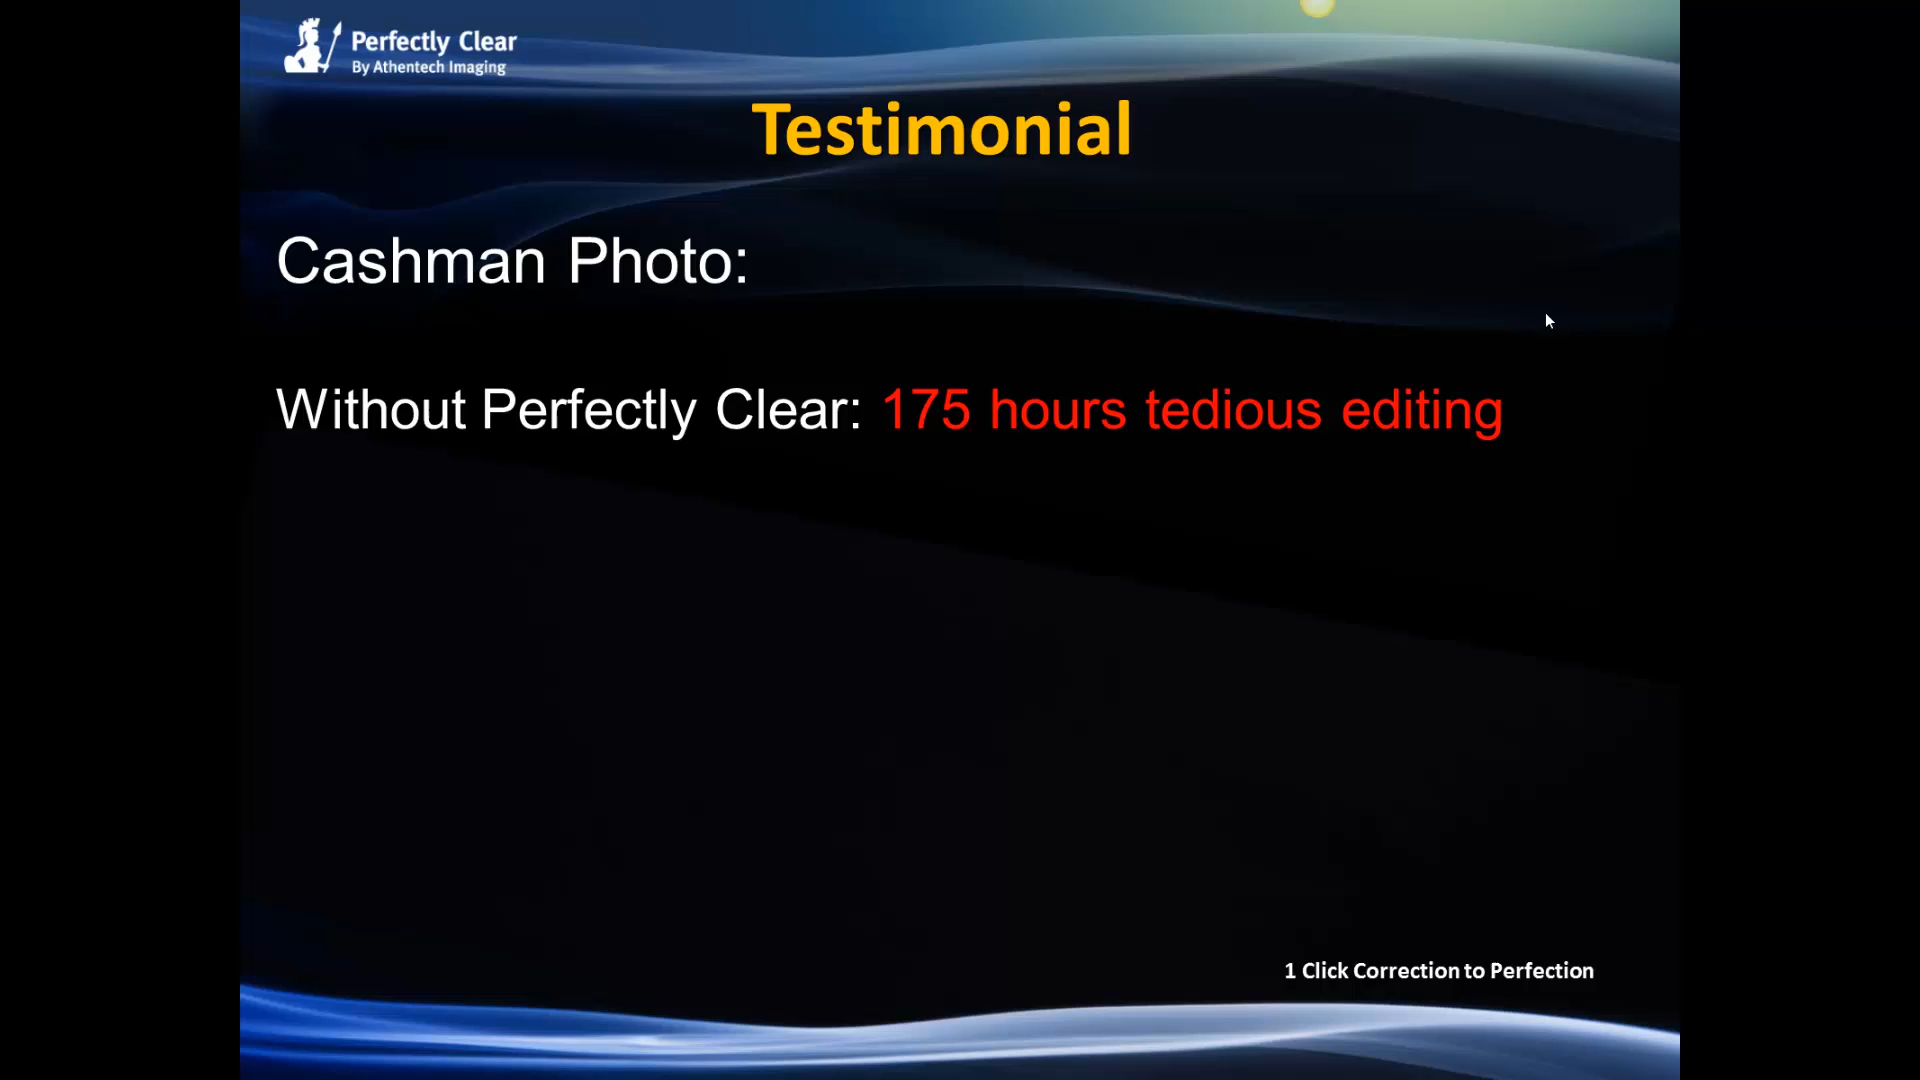 Perfectly Clear
By Athentech Imaging
Testimonial
Cashman Photo:
Without Perfectly Clear: 175 hours tedious editing
1 Click Correction to Perfection